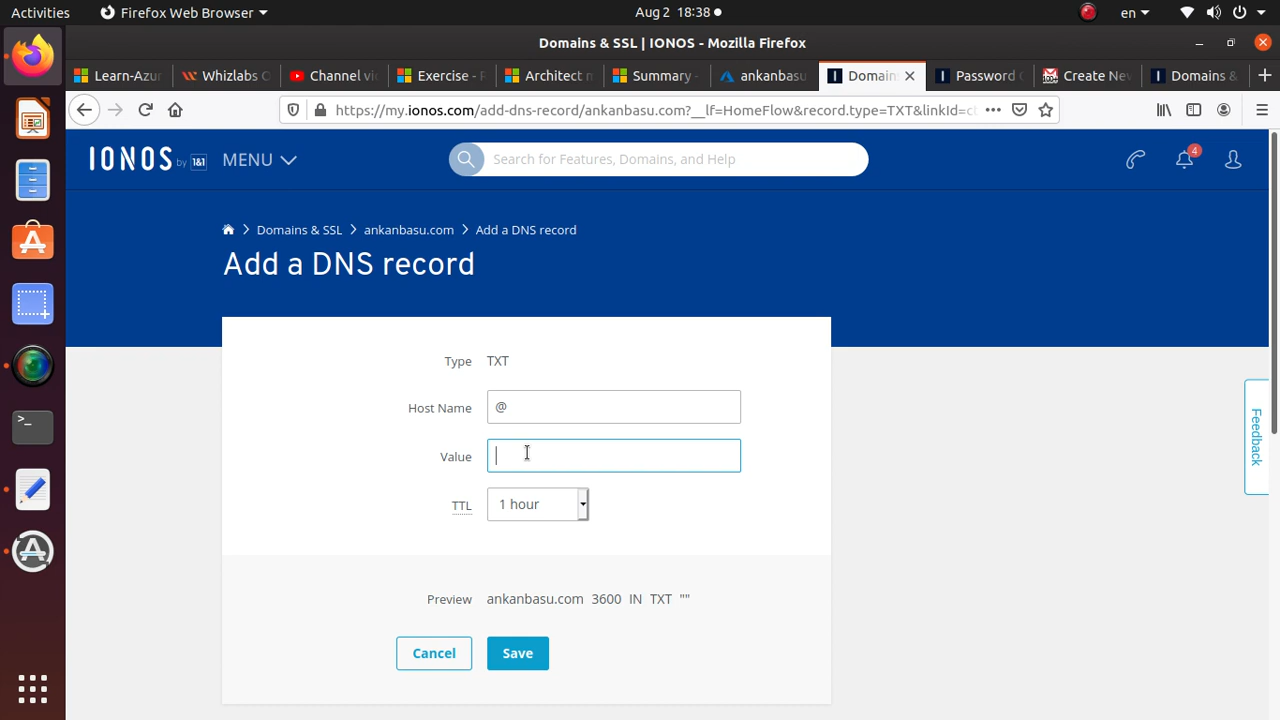 Activities
Firefox Web Browser
Aug 2 18:38
en
Domains & SSL | IONOS - Mozilla Firefox
Learn-Azur
Whizlabs O
Channel vi
Exercise - R
Architect m
Summary -
ankanbasu
Domain
Password
Create New
Domains &
https://my.ionos.com/add-dns-record/ankanbasu.com?__lf=HomeFlow&record.type=TXT&linkId=c
IONOS by 1&1
MENU
Search for Features, Domains, and Help
4
Domains & SSL
ankanbasu.com
Add a DNS record
Add a DNS record
Type TXT
Host Name @
Value
TTL 1 hour
Preview ankanbasu.com 3600 IN TXT ""
Cancel
Save
Feedback